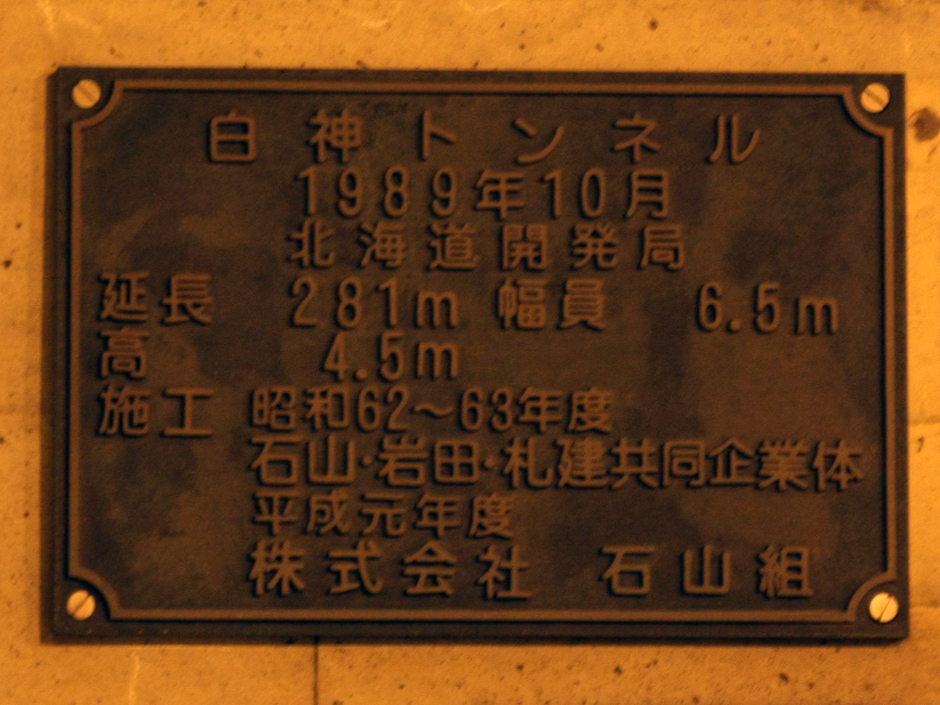 白神トンネル
1989年10月
北海道開発局
延長 281m 幅員 6.5m
高 4.5m
施工 昭和62～63年度
石山・岩田・札建共同企業体
平成元年度
株式会社 石山組